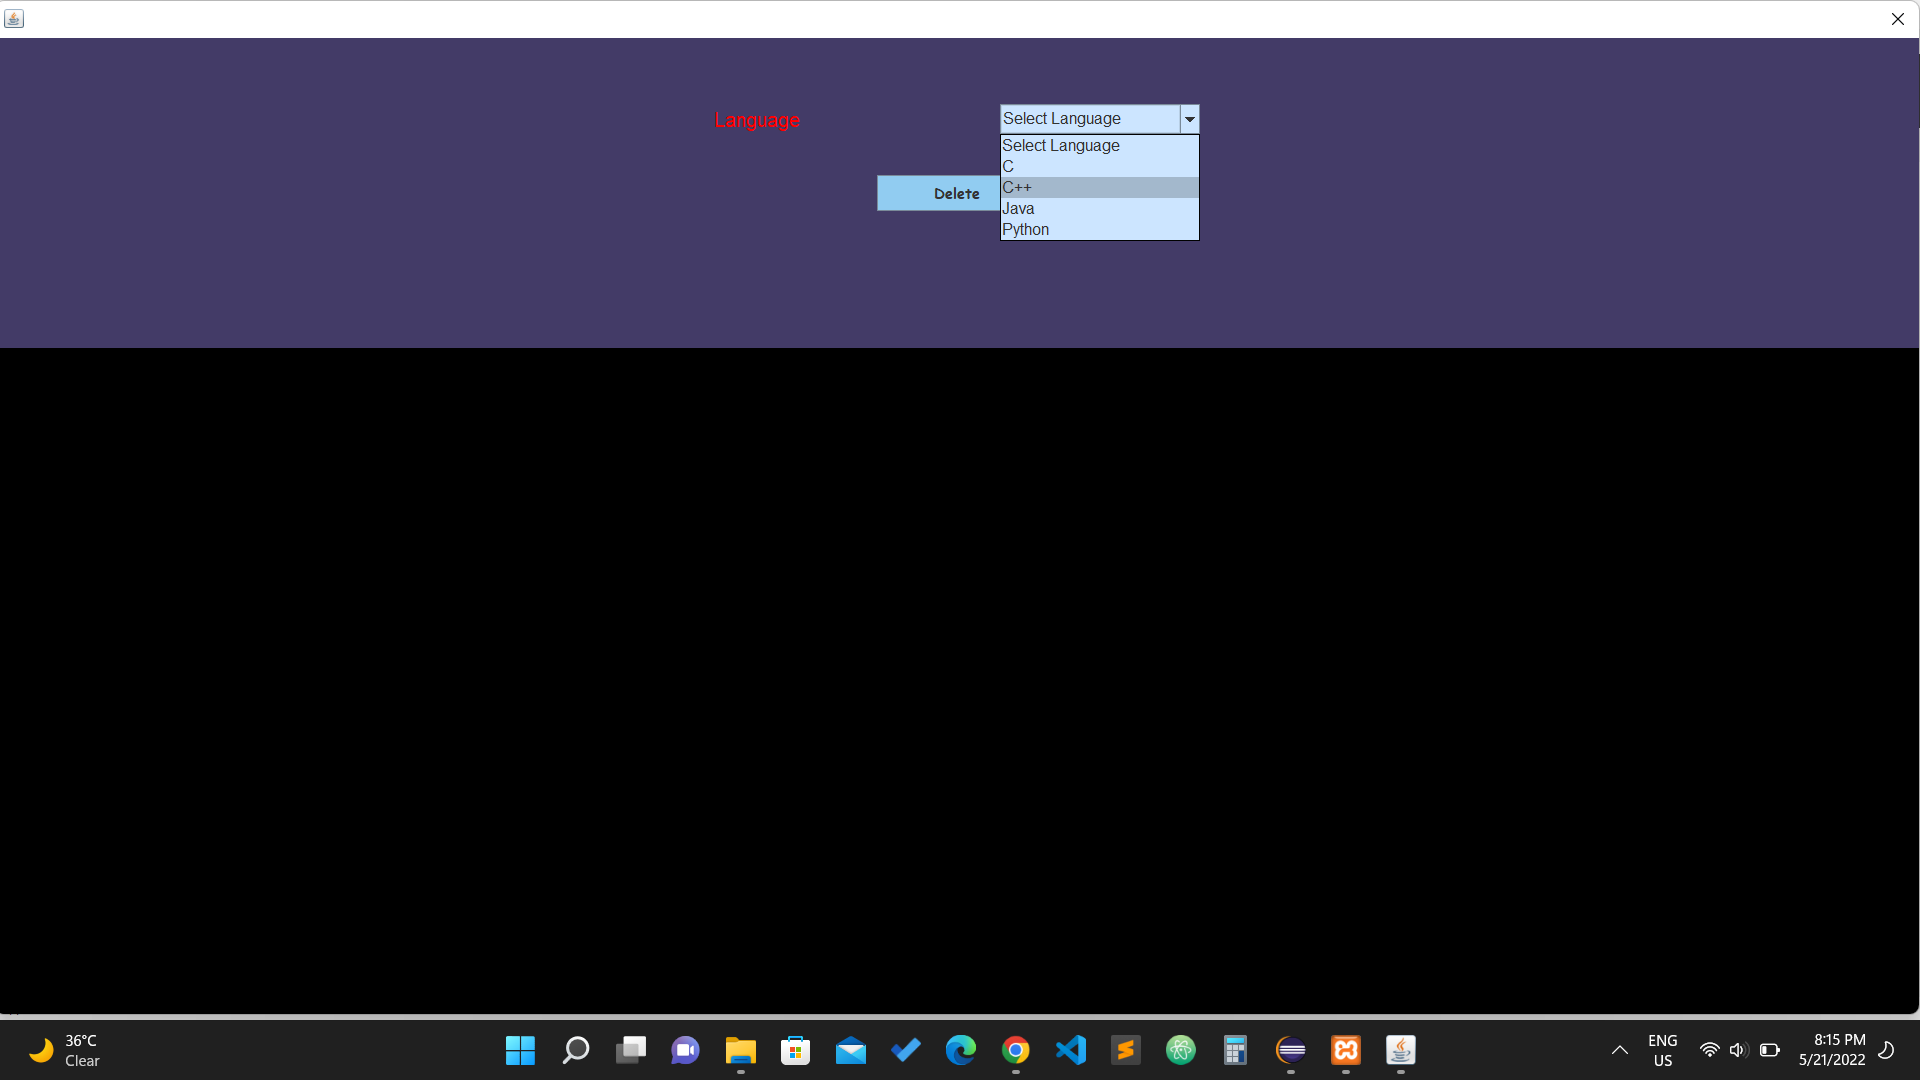 Language
Select Language
Select Language
C
C++
Java
Python
Delete
36°C
Clear
ENG
US
8:15 PM
5/21/2022